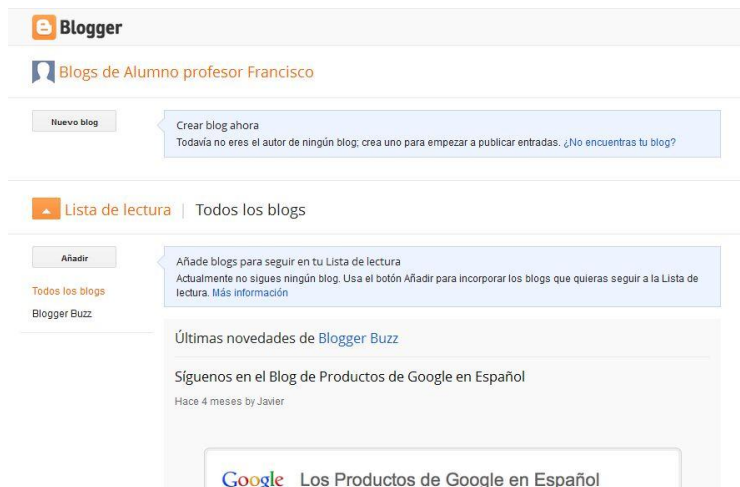 Blogger
Blogs de Alumno profesor Francisco
Nuevo blog
Crear blog ahora
Todavía no eres el autor de ningún blog; crea uno para empezar a publicar entradas. ¿No encuentras tu blog?
Lista de lectura | Todos los blogs
Añadir
Añade blogs para seguir en tu Lista de lectura
Actualmente no sigues ningún blog. Usa el botón Añadir para incorporar los blogs que quieras seguir a la Lista de
lectura. Más información
Todos los blogs
Blogger Buzz
Últimas novedades de Blogger Buzz
Síguenos en el Blog de Productos de Google en Español
Hace 4 meses by Javier
Google Los Productos de Google en Español